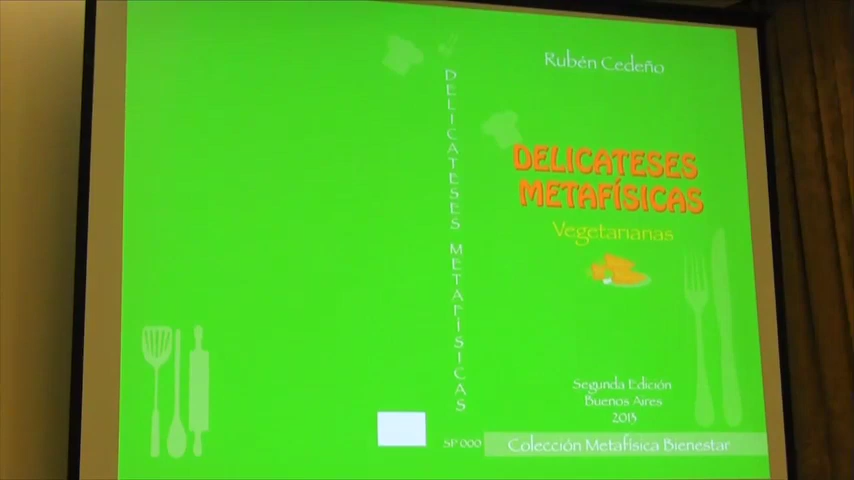 DELICATESES METAFÍSICAS
SP 000
Rubén Cedeño
DELICATESES
METAFÍSICAS
Vegetarianas
Segunda Edición
Buenos Aires
2013
Colección Metafísica Bienestar